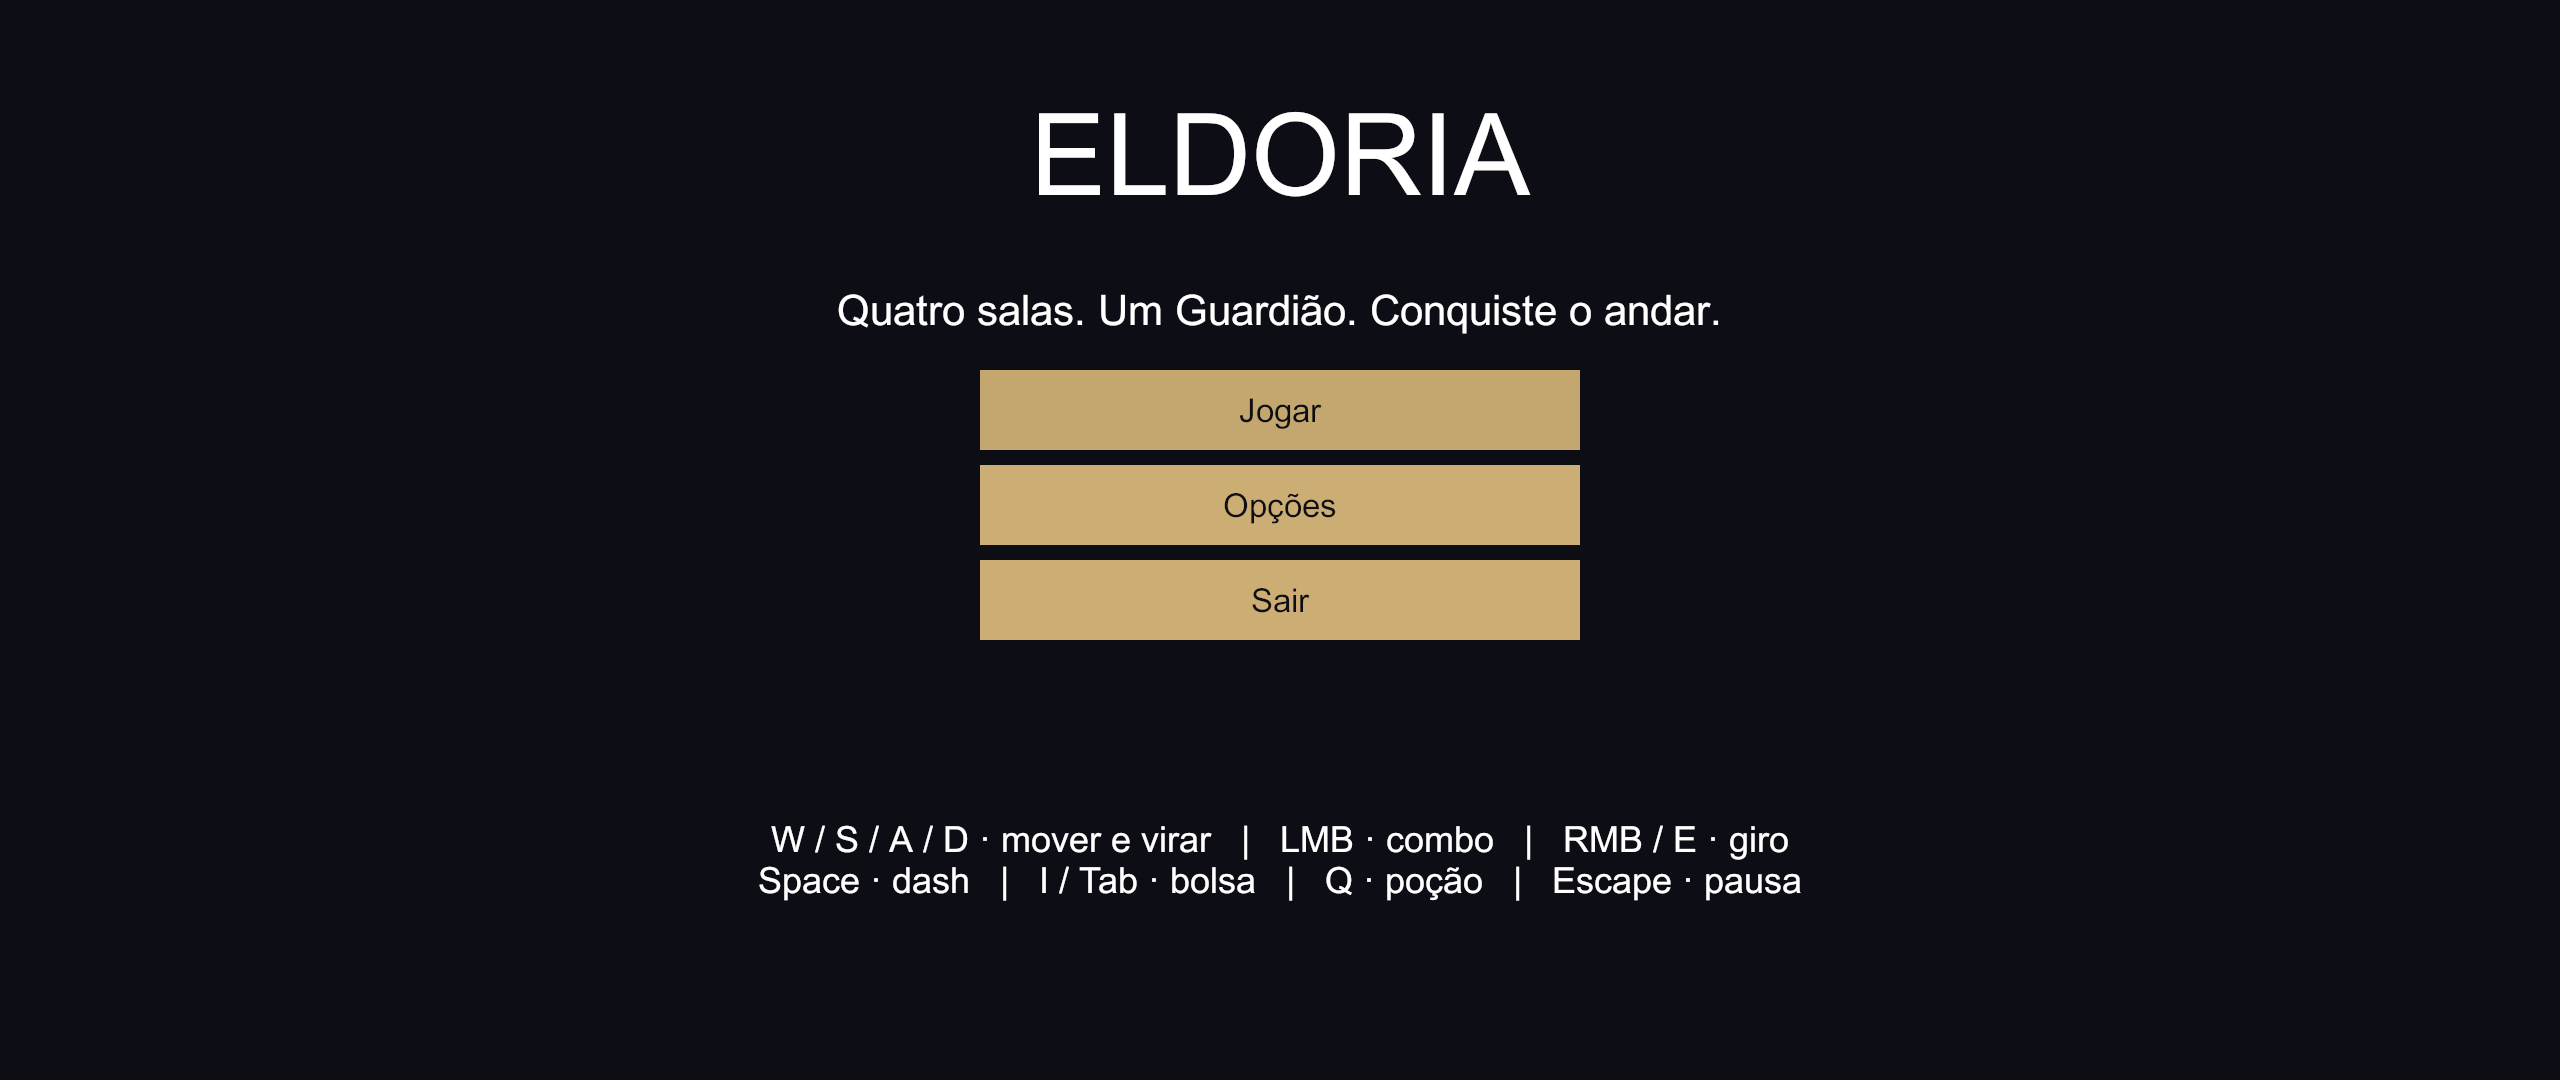 ELDORIA
Quatro salas. Um Guardião. Conquiste o andar.
Jogar
Opções
Sair
W / S / A / D · mover e virar | LMB · combo | RMB / E · giro
Space · dash | I / Tab · bolsa | Q · poção | Escape · pausa